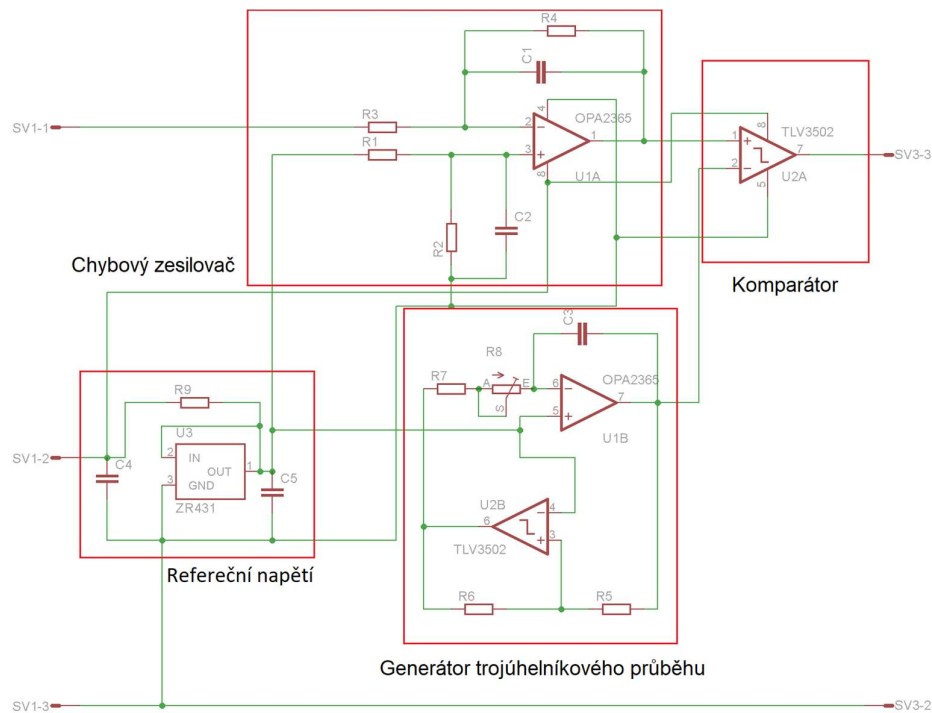 R4
C1
SV1-1
R3
4
OPA2365
2
1
R1
3
8
U1A
8
TLV3502
1
2
7
SV3-3
U2A
5
R2
C2
Chybový zesilovač
Komparátor
C3
R8
R7
A
E
S
6
OPA2365
7
5
U1B
R9
U3
SV1-2
C4
2
IN
OUT
1
3
GND
C5
ZR431
U2B
4
6
3
TLV3502
Refereční napětí
R6
R5
Generátor trojúhelníkového průběhu
SV1-3
SV3-2